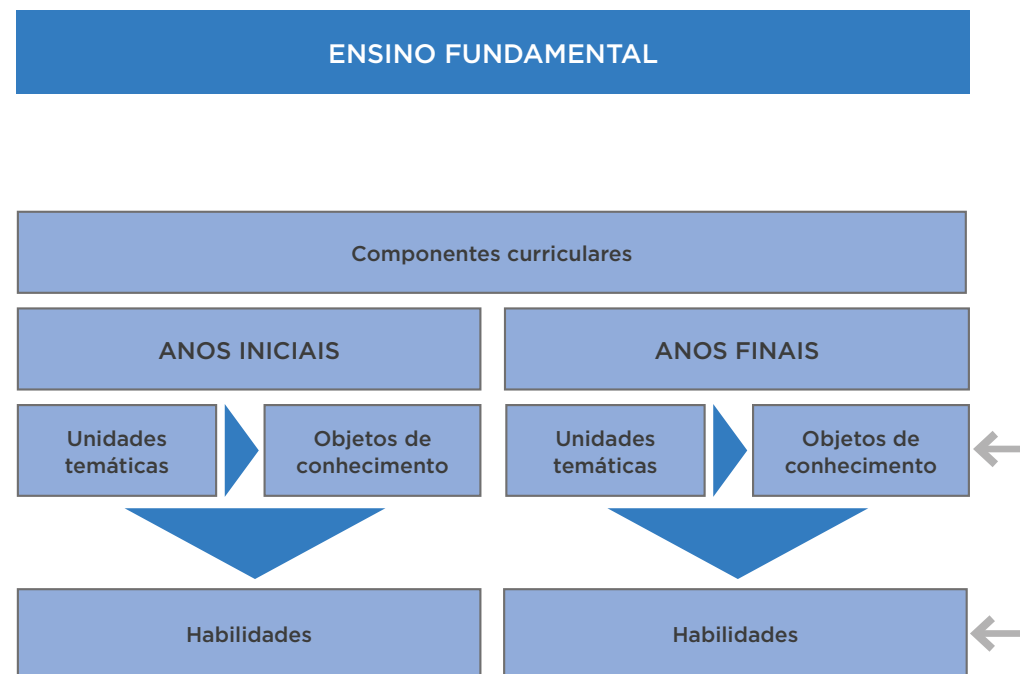 ENSINO FUNDAMENTAL
Componentes curriculares
ANOS INICIAIS
ANOS FINAIS
Unidades
temáticas
Objetos de
conhecimento
Unidades
temáticas
Objetos de
conhecimento
Habilidades
Habilidades